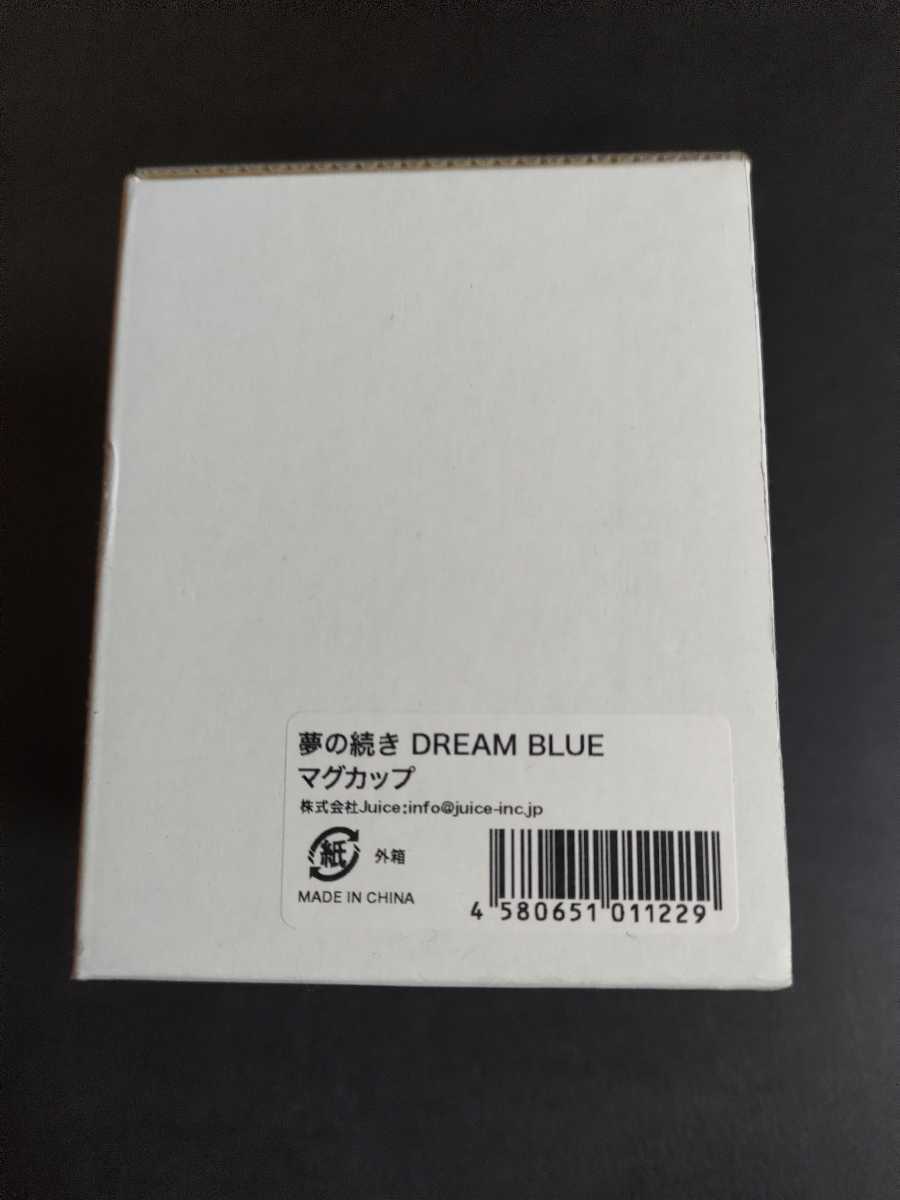 夢の続き DREAM BLUE
マグカップ
株式会社Juice:info@juice-inc.jp
紙 外箱
MADE IN CHINA
4 580651 011229